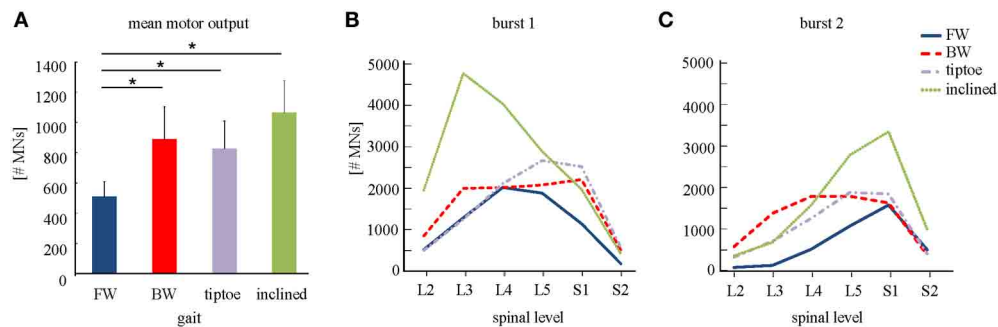 A
mean motor output
[# MNs]
1400
1200
1000
800
600
400
200
0
*
*
*
FW
BW
tiptoe
inclined
gait
B
burst 1
[# MNs]
5000
4000
3000
2000
1000
0
L2
L3
L4
L5
S1
S2
spinal level
C
burst 2
5000
4000
3000
2000
1000
0
L2
L3
L4
L5
S1
S2
spinal level
FW
BW
tiptoe
inclined